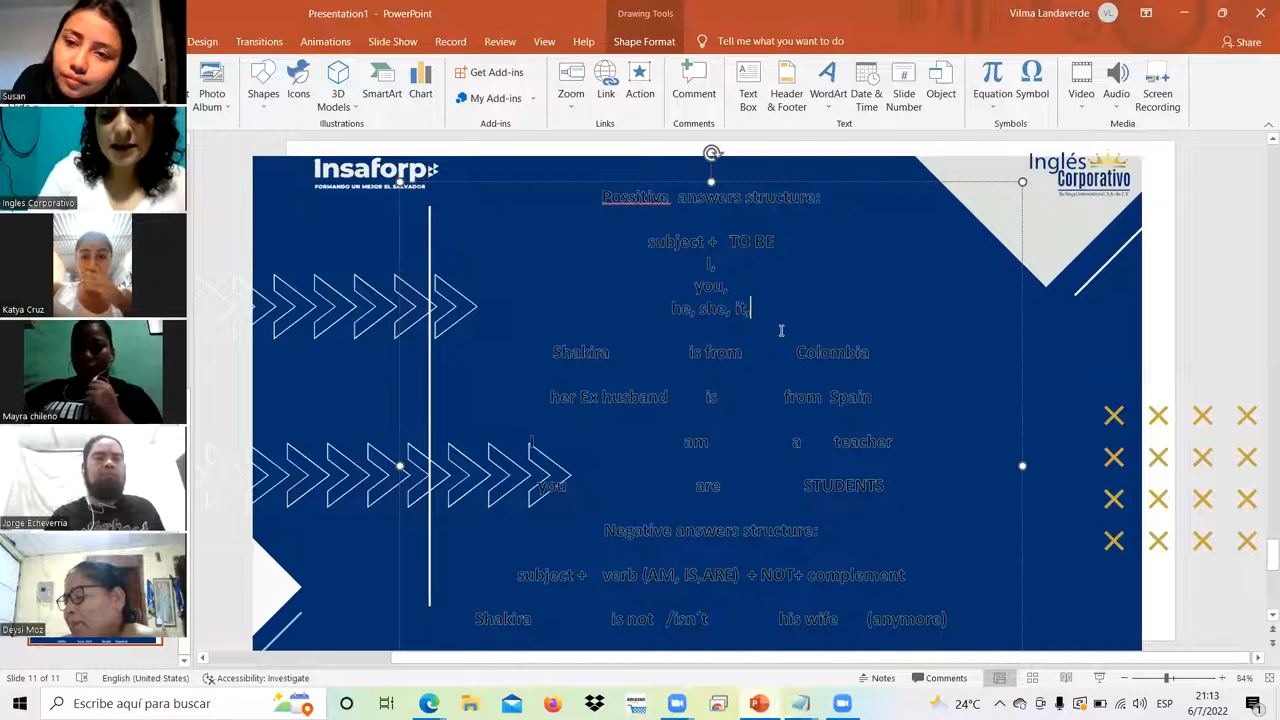 Presentation1 - PowerPoint
Drawing Tools
Vilma Landaverde
VL
Design
Transitions
Animations
Slide Show
Record
Review
View
Shape Format
Tell me what you want to do
Share
Photo
Album
Shapes
Icons
3D
Models
SmartArt
Chart
Get Add-ins
My Add-ins
Zoom
Link
Action
Comment
Text
Box
Header
& Footer
WordArt
Date &
Time
Slide
Number
Object
Equation
Symbol
Video
Audio
Screen
Recording
Illustrations
Add-ins
Links
Comments
Text
Symbols
Media
Susan
Ingles Corporativo
Katya Cruz
Mayra chileno
Jorge Echeverria
Deysi Moz
Insaforp
FORMANDO UN MEJOR EL SALVADOR
Inglés
Corporativo
Possitive answers structure:
subject + TO BE
I,
you,
he, she, it,
Shakira is from Colombia
her Ex husband is from Spain
I am a teacher
you are STUDENTS
Negative answers structure:
subject + verb (AM, IS,ARE) + NOT+ complement
Shakira is not /isn´t his wife (anymore)
Slide 11 of 11
English (United States)
Accessibility: Investigate
Notes
Comments
84%
Escribe aquí para buscar
24°C
ESP
21:13
6/7/2022